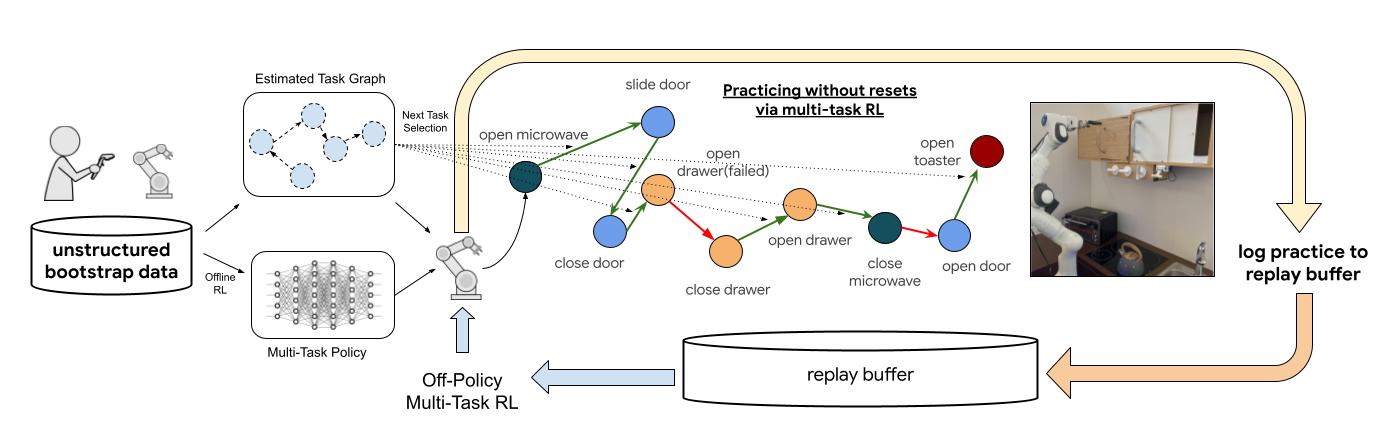 Estimated Task Graph
unstructured
bootstrap data
Offline
RL
Multi-Task Policy
Next Task
Selection
Practicing without resets
via multi-task RL
slide door
open microwave
open
drawer(failed)
open
toaster
close door
open drawer
close drawer
close
microwave
open door
log practice to
replay buffer
replay buffer
Off-Policy
Multi-Task RL